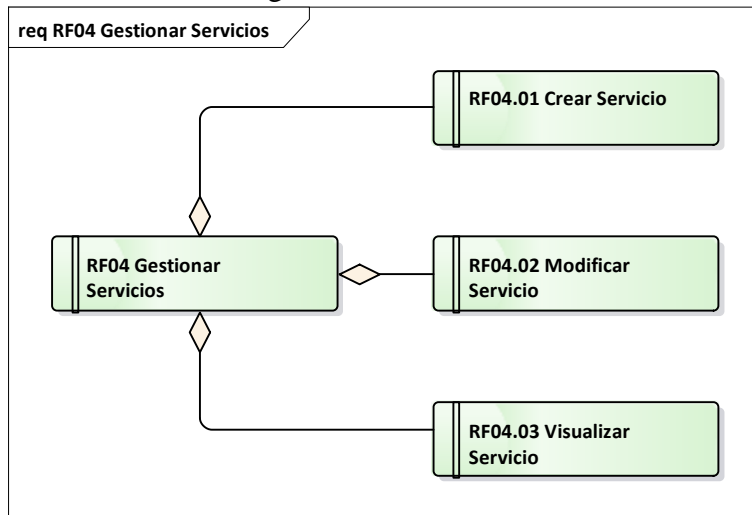 req RF04 Gestionar Servicios
RF04.01 Crear Servicio
RF04 Gestionar
Servicios
RF04.02 Modificar
Servicio
RF04.03 Visualizar
Servicio